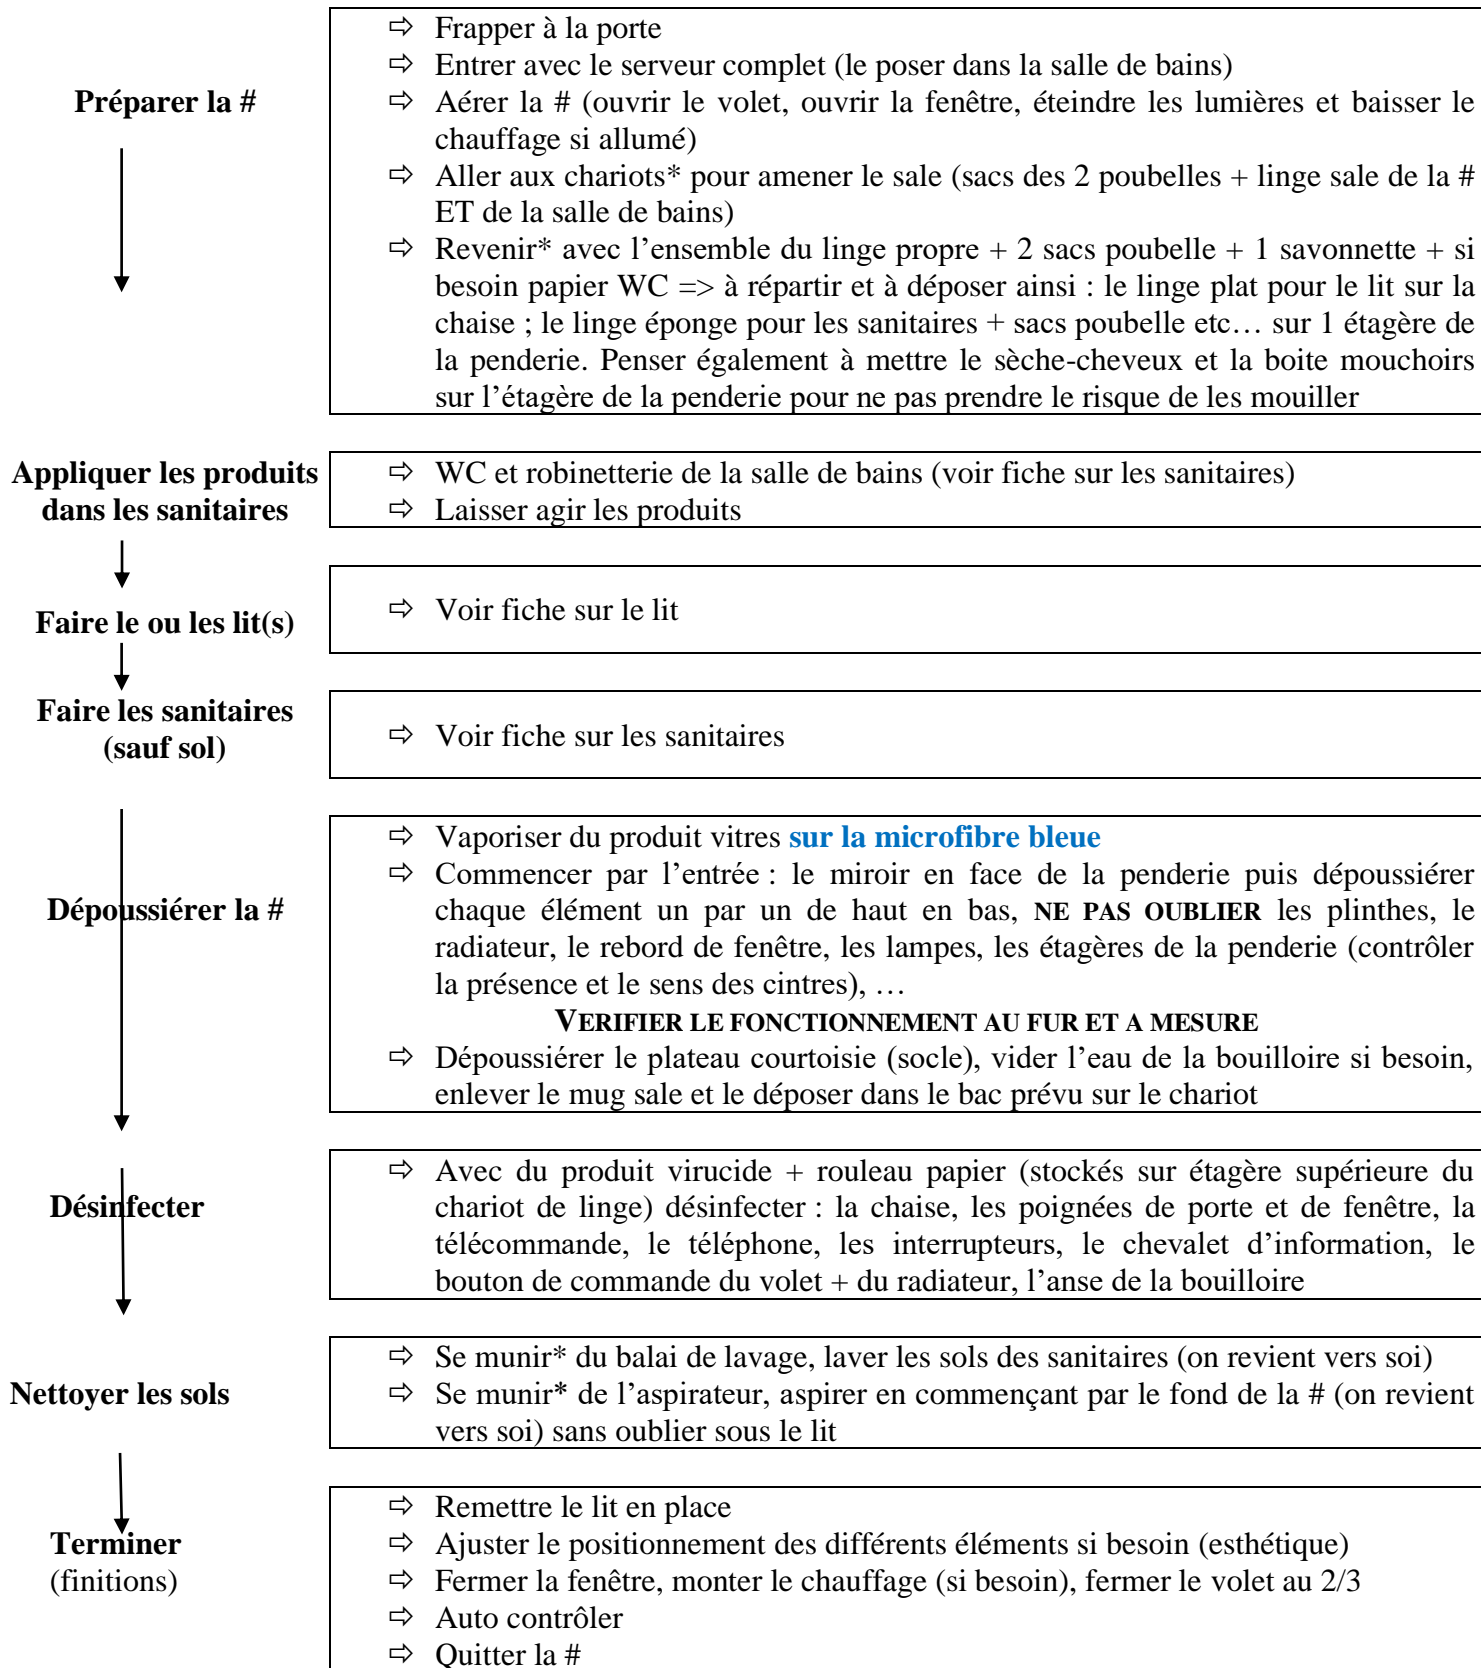 Préparer la #
⇨ Frapper à la porte
⇨ Entrer avec le serveur complet (le poser dans la salle de bains)
⇨ Aérer la # (ouvrir le volet, ouvrir la fenêtre, éteindre les lumières et baisser le
chauffage si allumé)
⇨ Aller aux chariots* pour amener le sale (sacs des 2 poubelles + linge sale de la #
ET de la salle de bains)
⇨ Revenir* avec l’ensemble du linge propre + 2 sacs poubelle + 1 savonnette + si
besoin papier WC => à répartir et à déposer ainsi : le linge plat pour le lit sur la
chaise ; le linge éponge pour les sanitaires + sacs poubelle etc… sur 1 étagère de
la penderie. Penser également à mettre le sèche-cheveux et la boite mouchoirs
sur l’étagère de la penderie pour ne pas prendre le risque de les mouiller
Appliquer les produits
dans les sanitaires
⇨ WC et robinetterie de la salle de bains (voir fiche sur les sanitaires)
⇨ Laisser agir les produits
Faire le ou les lit(s)
⇨ Voir fiche sur le lit
Faire les sanitaires
(sauf sol)
⇨ Voir fiche sur les sanitaires
Dépoussiérer la #
⇨ Vaporiser du produit vitres sur la microfibre bleue
⇨ Commencer par l’entrée : le miroir en face de la penderie puis dépoussiérer
chaque élément un par un de haut en bas, NE PAS OUBLIER les plinthes, le
radiateur, le rebord de fenêtre, les lampes, les étagères de la penderie (contrôler
la présence et le sens des cintres), …
VERIFIER LE FONCTIONNEMENT AU FUR ET A MESURE
⇨ Dépoussiérer le plateau courtoisie (socle), vider l’eau de la bouilloire si besoin,
enlever le mug sale et le déposer dans le bac prévu sur le chariot
Désinfecter
⇨ Avec du produit virucide + rouleau papier (stockés sur étagère supérieure du
chariot de linge) désinfecter : la chaise, les poignées de porte et de fenêtre, la
télécommande, le téléphone, les interrupteurs, le chevalet d’information, le
bouton de commande du volet + du radiateur, l’anse de la bouilloire
Nettoyer les sols
⇨ Se munir* du balai de lavage, laver les sols des sanitaires (on revient vers soi)
⇨ Se munir* de l’aspirateur, aspirer en commençant par le fond de la # (on revient
vers soi) sans oublier sous le lit
Terminer
(finitions)
⇨ Remettre le lit en place
⇨ Ajuster le positionnement des différents éléments si besoin (esthétique)
⇨ Fermer la fenêtre, monter le chauffage (si besoin), fermer le volet au 2/3
⇨ Auto contrôler
⇨ Quitter la #